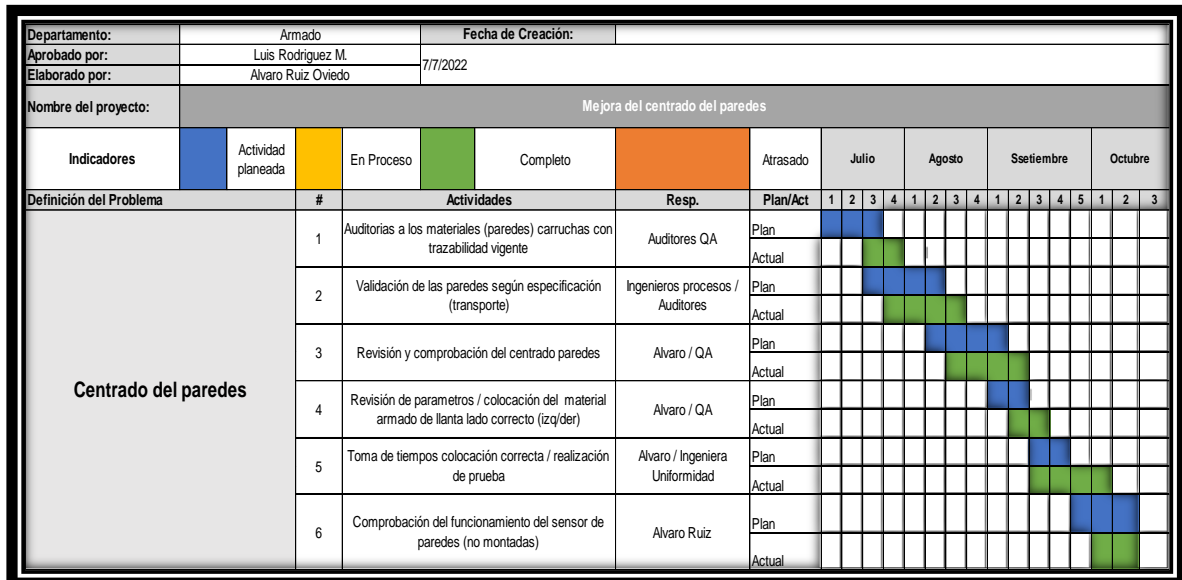 Departamento: Armado Fecha de Creación:
Aprobado por: Luis Rodriguez M. 7/7/2022
Elaborado por: Alvaro Ruiz Oviedo
Nombre del proyecto: Mejora del centrado del paredes
Indicadores Actividad planeada En Proceso Completo Atrasado Julio Agosto Ssetiembre Octubre
Definición del Problema # Actividades Resp. Plan/Act 1 2 3 4 1 2 3 4 1 2 3 4 5 1 2 3
Centrado del paredes
1 Auditorias a los materiales (paredes) carruchas con
trazabilidad vigente
Auditores QA
Plan
Actual
2 Validación de las paredes según especificación
(transporte)
Ingenieros procesos /
Auditores
Plan
Actual
3 Revisión y comprobación del centrado paredes
Alvaro / QA
Plan
Actual
4 Revisión de parametros / colocación del material
armado de llanta lado correcto (izq/der)
Alvaro / QA
Plan
Actual
5 Toma de tiempos colocación correcta / realización
de prueba
Alvaro / Ingeniera
Uniformidad
Plan
Actual
6 Comprobación del funcionamiento del sensor de
paredes (no montadas)
Alvaro Ruiz
Plan
Actual